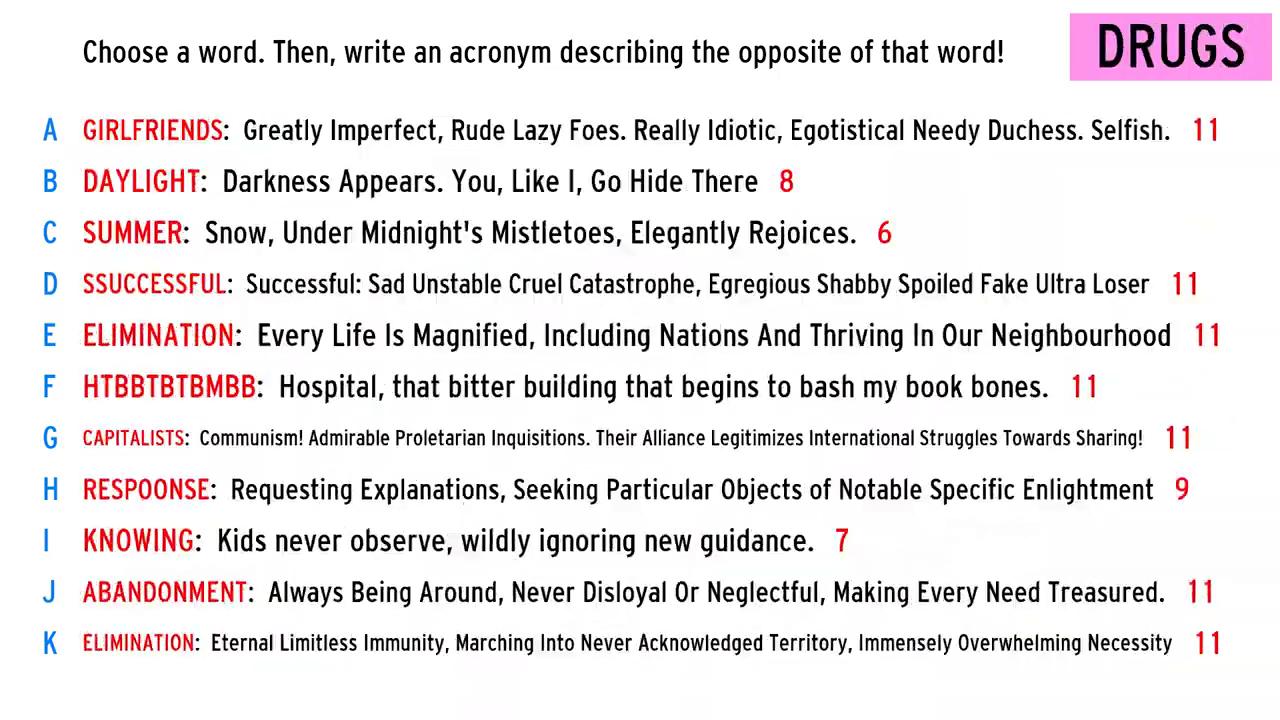 Choose a word. Then, write an acronym describing the opposite of that word!
DRUGS
A GIRLFRIENDS: Greatly Imperfect, Rude Lazy Foes. Really Idiotic, Egotistical Needy Duchess. Selfish. 11
B DAYLIGHT: Darkness Appears. You, Like I, Go Hide There 8
C SUMMER: Snow, Under Midnight's Mistletoes, Elegantly Rejoices. 6
D SSUCCESSFUL: Successful: Sad Unstable Cruel Catastrophe, Egregious Shabby Spoiled Fake Ultra Loser 11
E ELIMINATION: Every Life Is Magnified, Including Nations And Thriving In Our Neighbourhood 11
F HTBBTBTBMBB: Hospital, that bitter building that begins to bash my book bones. 11
G CAPITALISTS: Communism! Admirable Proletarian Inquisitions. Their Alliance Legitimizes International Struggles Towards Sharing! 11
H RESPOONSE: Requesting Explanations, Seeking Particular Objects of Notable Specific Enlightment 9
I KNOWING: Kids never observe, wildly ignoring new guidance. 7
J ABANDONMENT: Always Being Around, Never Disloyal Or Neglectful, Making Every Need Treasured. 11
K ELIMINATION: Eternal Limitless Immunity, Marching Into Never Acknowledged Territory, Immensely Overwhelming Necessity 11